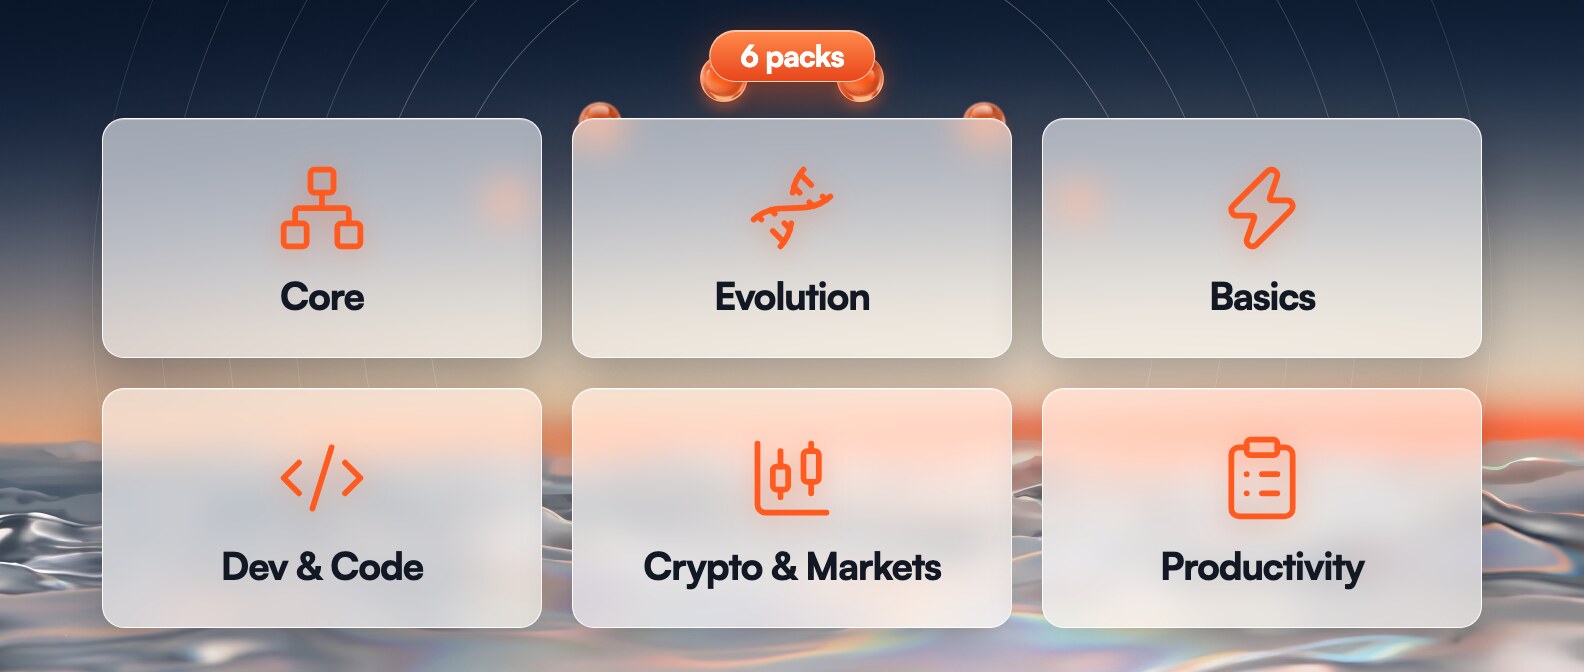 6 packs
Core
Evolution
Basics
Dev & Code
Crypto & Markets
Productivity